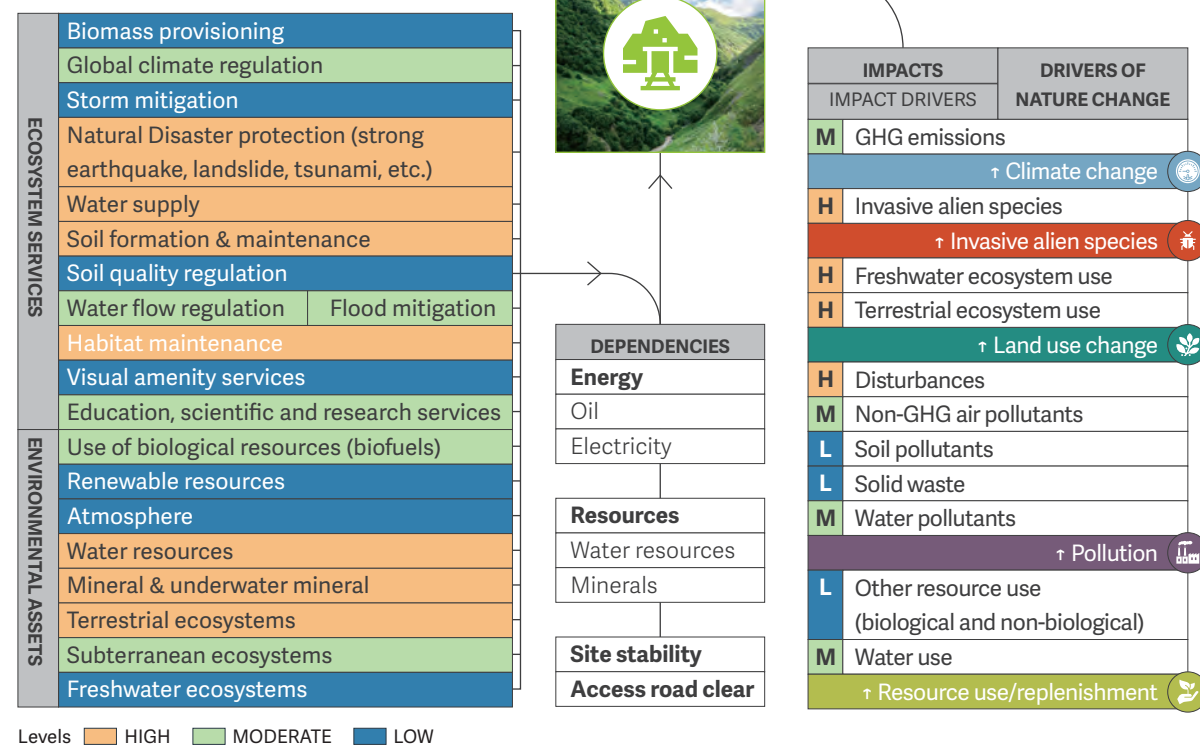 ECOSYSTEM SERVICES
Biomass provisioning
Global climate regulation
Storm mitigation
Natural Disaster protection (strong
earthquake, landslide, tsunami, etc.)
Water supply
Soil formation & maintenance
Soil quality regulation
Water flow regulation
Flood mitigation
Habitat maintenance
Visual amenity services
Education, scientific and research services
ENVIRONMENTAL ASSETS
Use of biological resources (biofuels)
Renewable resources
Atmosphere
Water resources
Mineral & underwater mineral
Terrestrial ecosystems
Subterranean ecosystems
Freshwater ecosystems
Levels HIGH MODERATE LOW
DEPENDENCIES
Energy
Oil
Electricity
Resources
Water resources
Minerals
Site stability
Access road clear
IMPACTS
IMPACT DRIVERS
DRIVERS OF
NATURE CHANGE
M GHG emissions
↑ Climate change
H Invasive alien species
↑ Invasive alien species
H Freshwater ecosystem use
H Terrestrial ecosystem use
↑ Land use change
H Disturbances
M Non-GHG air pollutants
L Soil pollutants
L Solid waste
M Water pollutants
↑ Pollution
L Other resource use
(biological and non-biological)
M Water use
↑ Resource use/replenishment